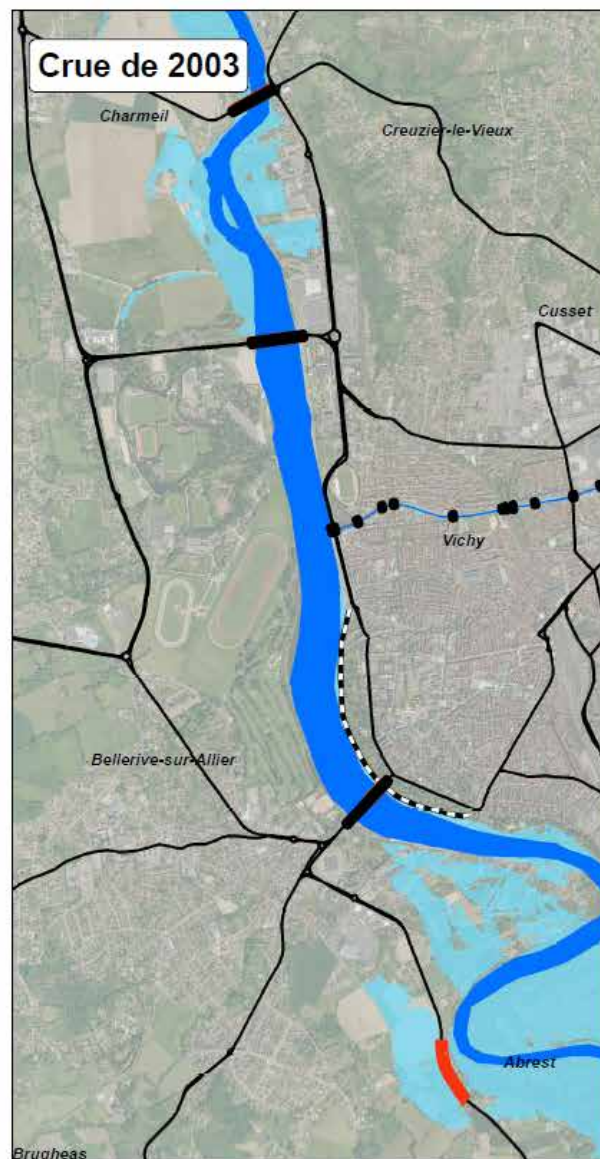 Crue de 2003
Charmeil
Creuzier-le-Vieux
Cusset
Vichy
Bellerive-sur-Allier
Abrest
Brugheas